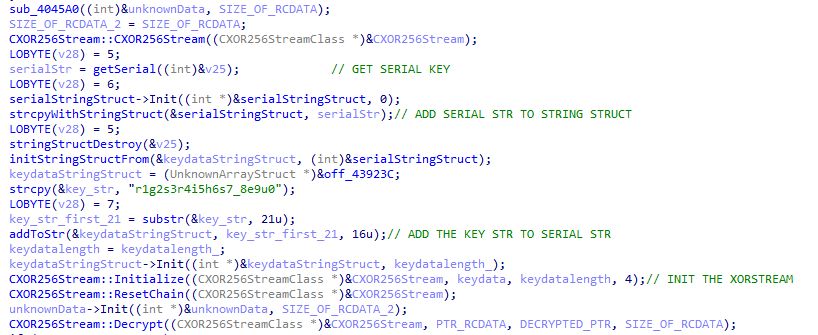 sub_4045A0((int)&unknownData, SIZE_OF_RCDATA);
SIZE_OF_RCDATA_2 = SIZE_OF_RCDATA;
CXOR256Stream::CXOR256Stream((CXOR256StreamClass *)&CXOR256Stream);
LOBYTE(v28) = 5;
serialStr = getSerial((int)&v25); // GET SERIAL KEY
LOBYTE(v28) = 6;
serialStringStruct->Init((int *)&serialStringStruct, 0);
strcpyWithStringStruct(&serialStringStruct, serialStr);// ADD SERIAL STR TO STRING STRUCT
LOBYTE(v28) = 5;
stringStructDestroy(&v25);
initStringStructFrom(&keydataStringStruct, (int)&serialStringStruct);
keydataStringStruct = (UnknownArrayStruct *)&off_43923C;
strcpy(&key_str, "r1g2s3r4i5h6s7_8e9u0");
LOBYTE(v28) = 7;
key_str_first_21 = substr(&key_str, 21u);
addToStr(&keydataStringStruct, key_str_first_21, 16u);// ADD THE KEY STR TO SERIAL STR
keydatalength = keydatalength_;
keydataStringStruct->Init((int *)&keydataStringStruct, keydatalength_);
CXOR256Stream::Initialize((CXOR256StreamClass *)&CXOR256Stream, keydata, keydatalength, 4);// INIT THE XORSTREAM
CXOR256Stream::ResetChain((CXOR256StreamClass *)&CXOR256Stream);
unknownData->Init((int *)&unknownData, SIZE_OF_RCDATA_2);
CXOR256Stream::Decrypt((CXOR256StreamClass *)&CXOR256Stream, PTR_RCDATA, DECRYPTED_PTR, SIZE_OF_RCDATA);